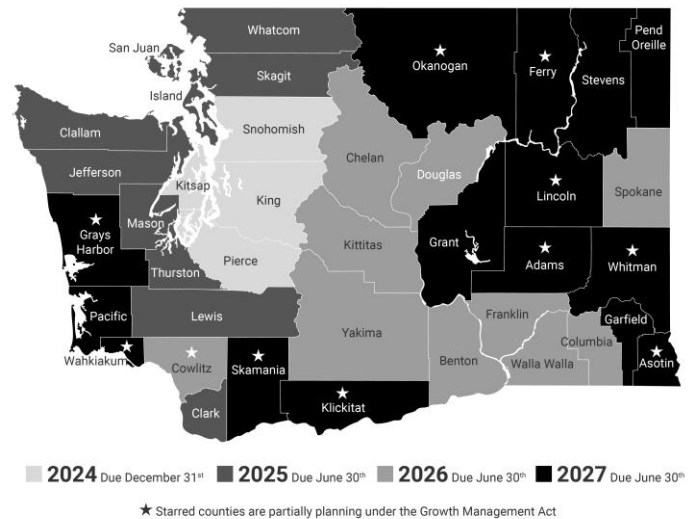 Whatcom
San Juan
Skagit
Island
Okanogan
Ferry
Pend
Oreille
Stevens
Clallam
Snohomish
Chelan
Douglas
Jefferson
Kitsap
King
Lincoln
Spokane
Mason
Grays
Harbor
Kittitas
Grant
Adams
Whitman
Thurston
Pierce
Pacific
Lewis
Yakima
Franklin
Garfield
Wahkiakum
Cowlitz
Skamania
Benton
Walla Walla
Columbia
Asotin
Clark
Klickitat
2024 Due December 31st
2025 Due June 30th
2026 Due June 30th
2027 Due June 30th
★ Starred counties are partially planning under the Growth Management Act